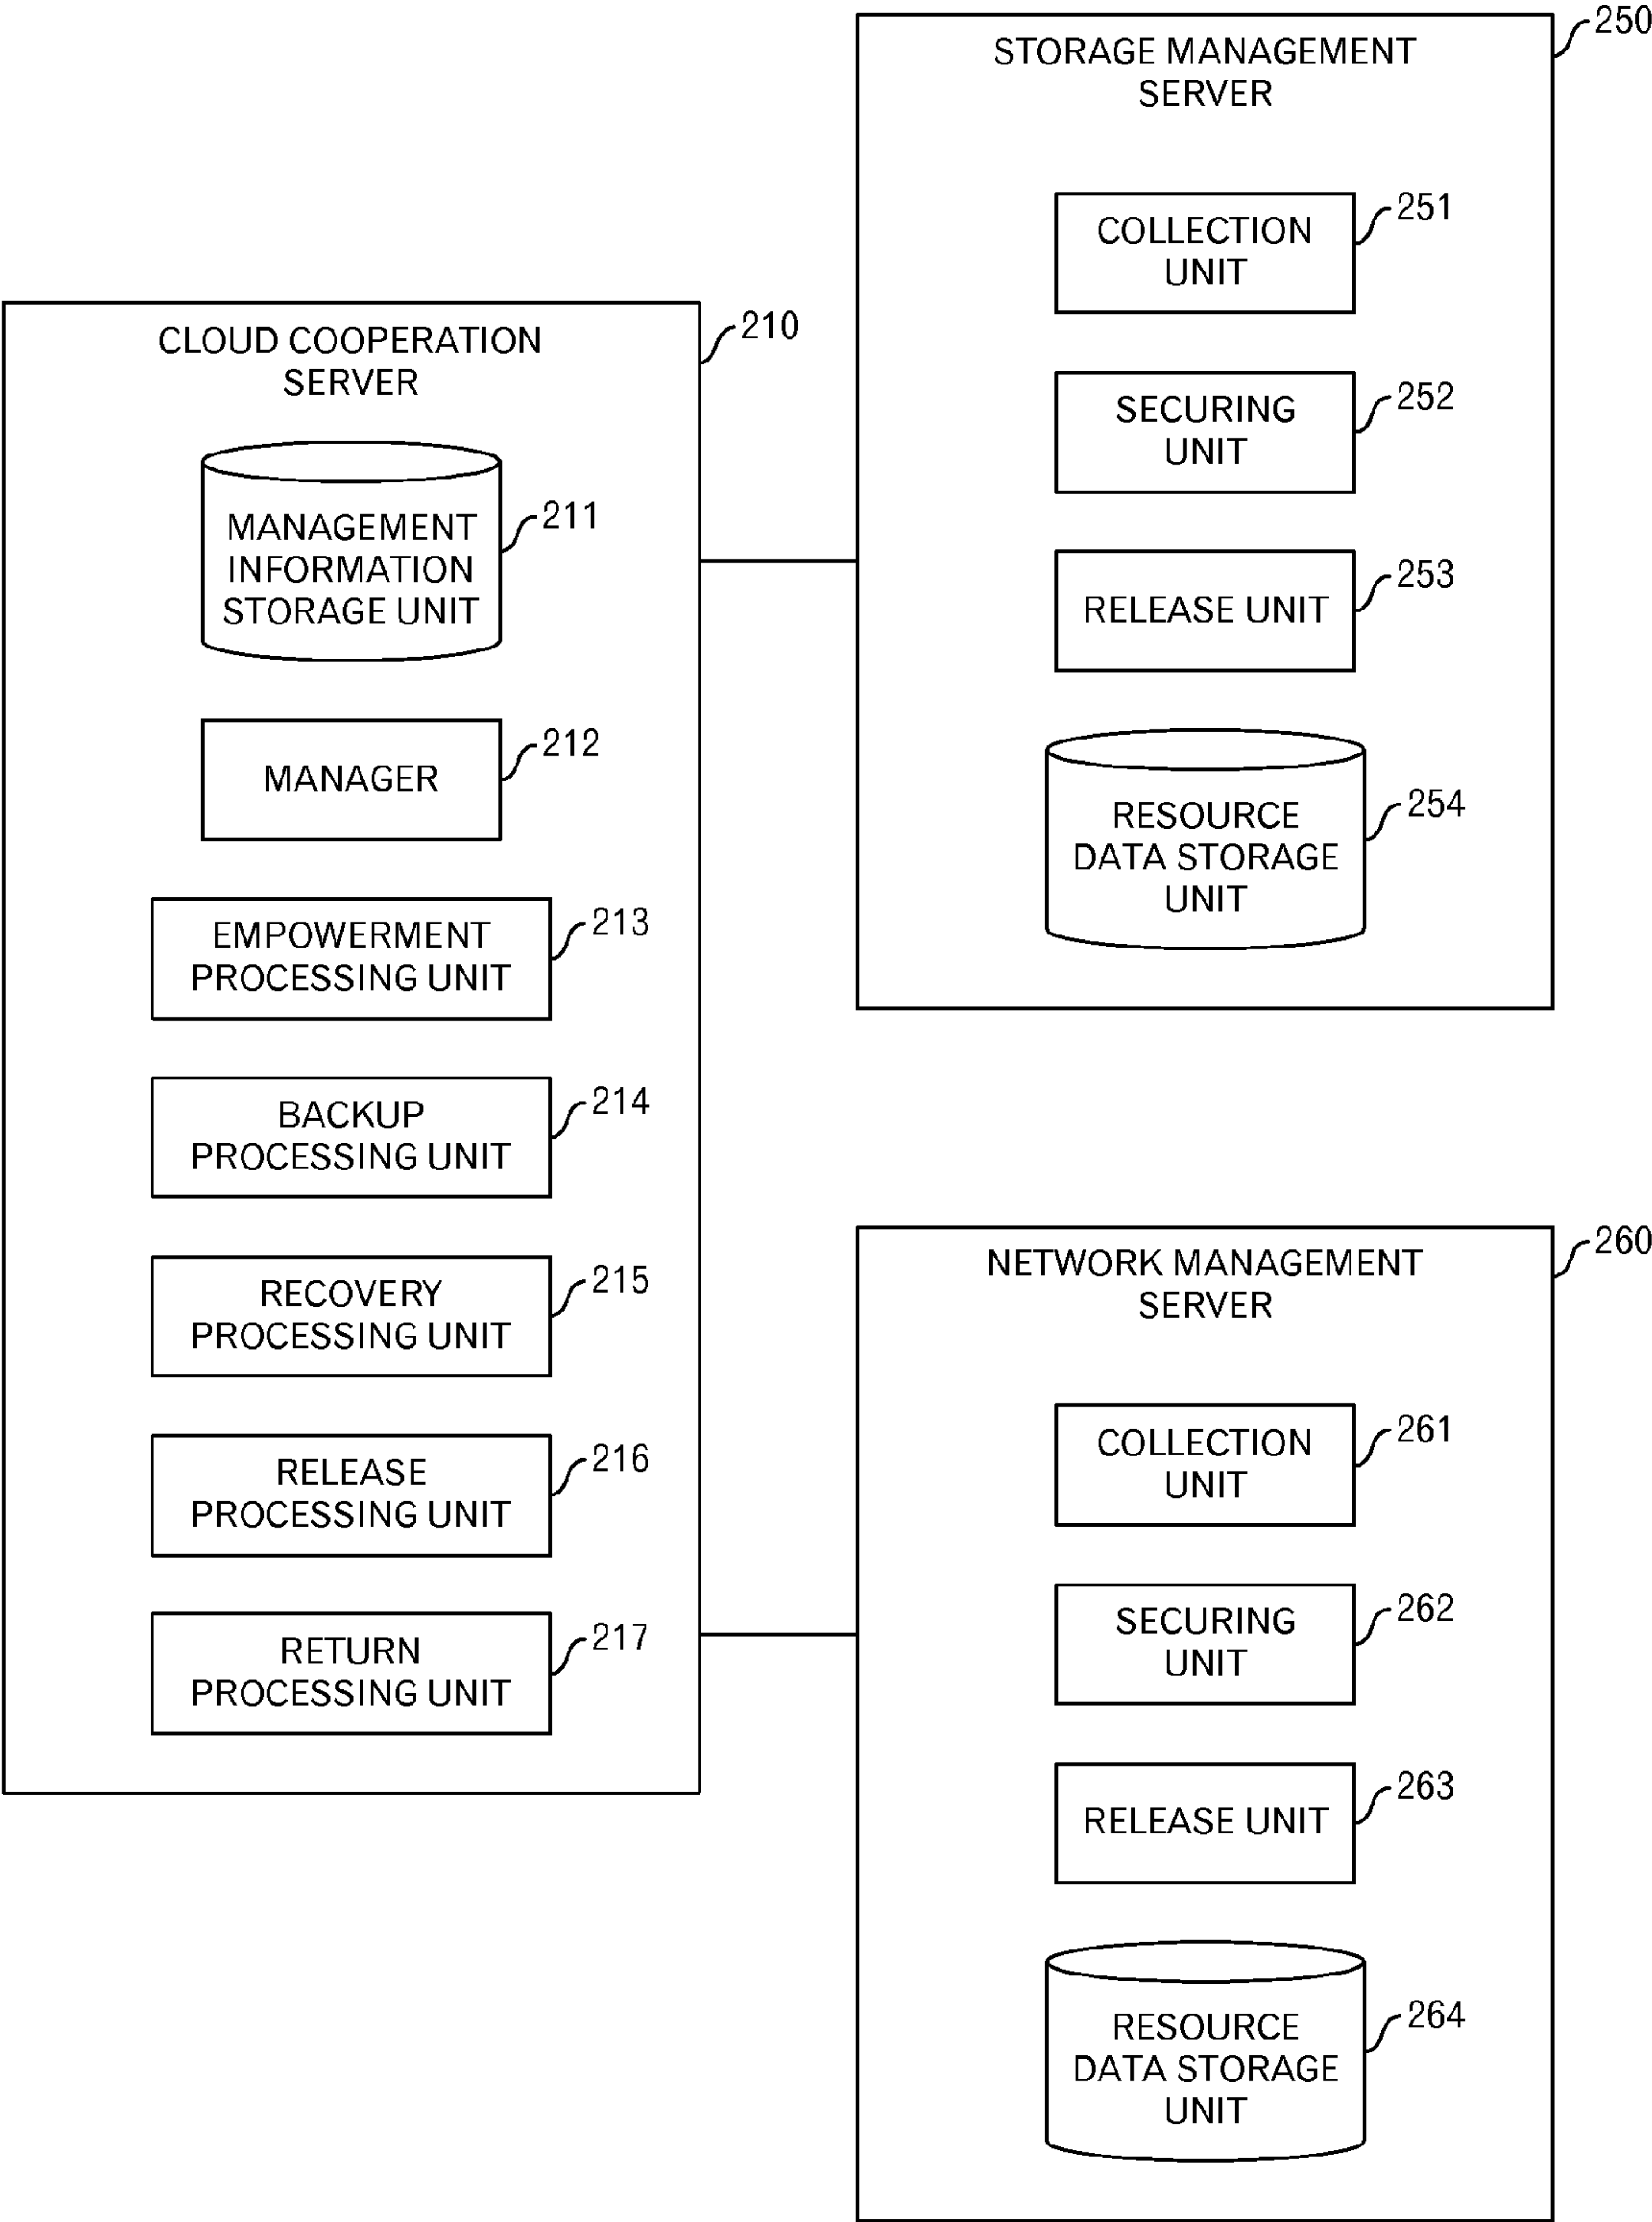 CLOUD COOPERATION
SERVER
210
MANAGEMENT
INFORMATION
STORAGE UNIT
211
MANAGER
212
EMPOWERMENT
PROCESSING UNIT
213
BACKUP
PROCESSING UNIT
214
RECOVERY
PROCESSING UNIT
215
RELEASE
PROCESSING UNIT
216
RETURN
PROCESSING UNIT
217
STORAGE MANAGEMENT
SERVER
250
COLLECTION
UNIT
251
SECURING
UNIT
252
RELEASE UNIT
253
RESOURCE
DATA STORAGE
UNIT
254
NETWORK MANAGEMENT
SERVER
260
COLLECTION
UNIT
261
SECURING
UNIT
262
RELEASE UNIT
263
RESOURCE
DATA STORAGE
UNIT
264